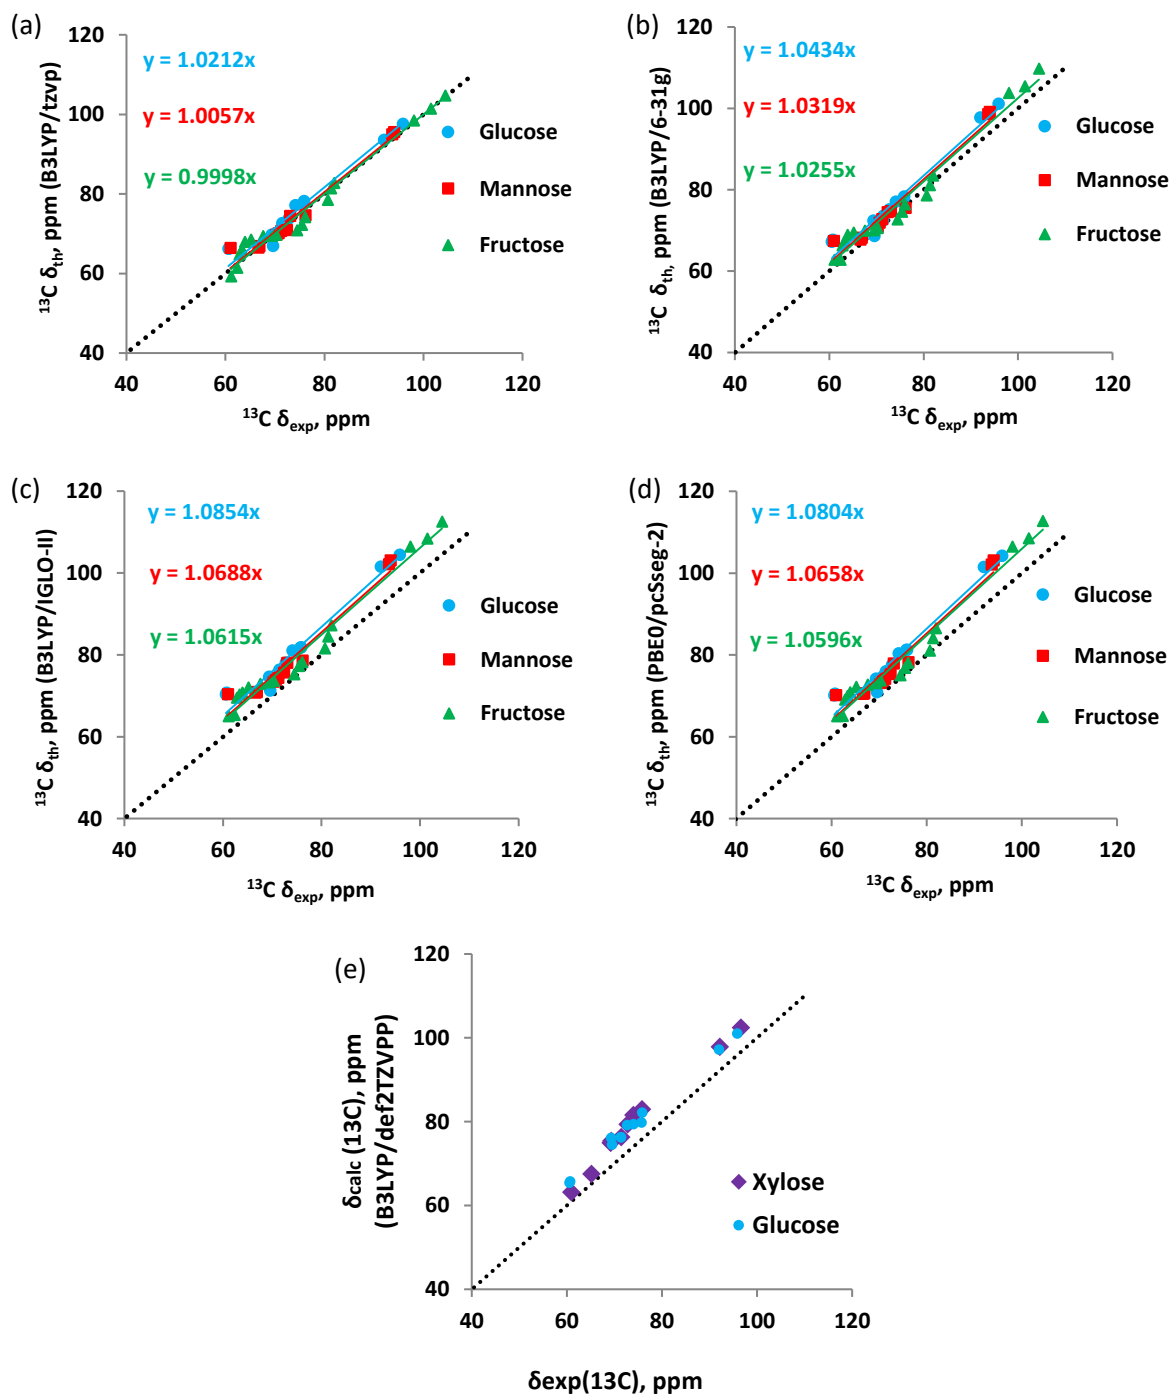 (a)
120
100
80
60
40
40 60 80 100 120
¹³C δth, ppm (B3LYP/tzvp)
¹³C δexp, ppm
y = 1.0212x
y = 1.0057x
y = 0.9998x
Glucose
Mannose
Fructose
(b)
120
100
80
60
40
40 60 80 100 120
¹³C δth, ppm (B3LYP/6-31g)
¹³C δexp, ppm
y = 1.0434x
y = 1.0319x
y = 1.0255x
Glucose
Mannose
Fructose
(c)
120
100
80
60
40
40 60 80 100 120
¹³C δth, ppm (B3LYP/IGLO-II)
¹³C δexp, ppm
y = 1.0854x
y = 1.0688x
y = 1.0615x
Glucose
Mannose
Fructose
(d)
120
100
80
60
40
40 60 80 100 120
¹³C δth, ppm (PBE0/pcSseg-2)
¹³C δexp, ppm
y = 1.0804x
y = 1.0658x
y = 1.0596x
Glucose
Mannose
Fructose
(e)
120
100
80
60
40
40 60 80 100 120
δcalc (13C), ppm
(B3LYP/def2TZVPP)
Xylose
Glucose
δexp(13C), ppm